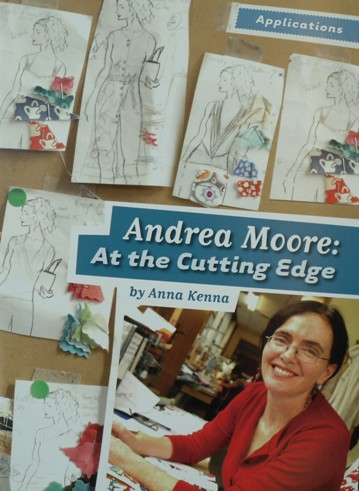 Applications
Andrea Moore:
At the Cutting Edge
by Anna Kenna